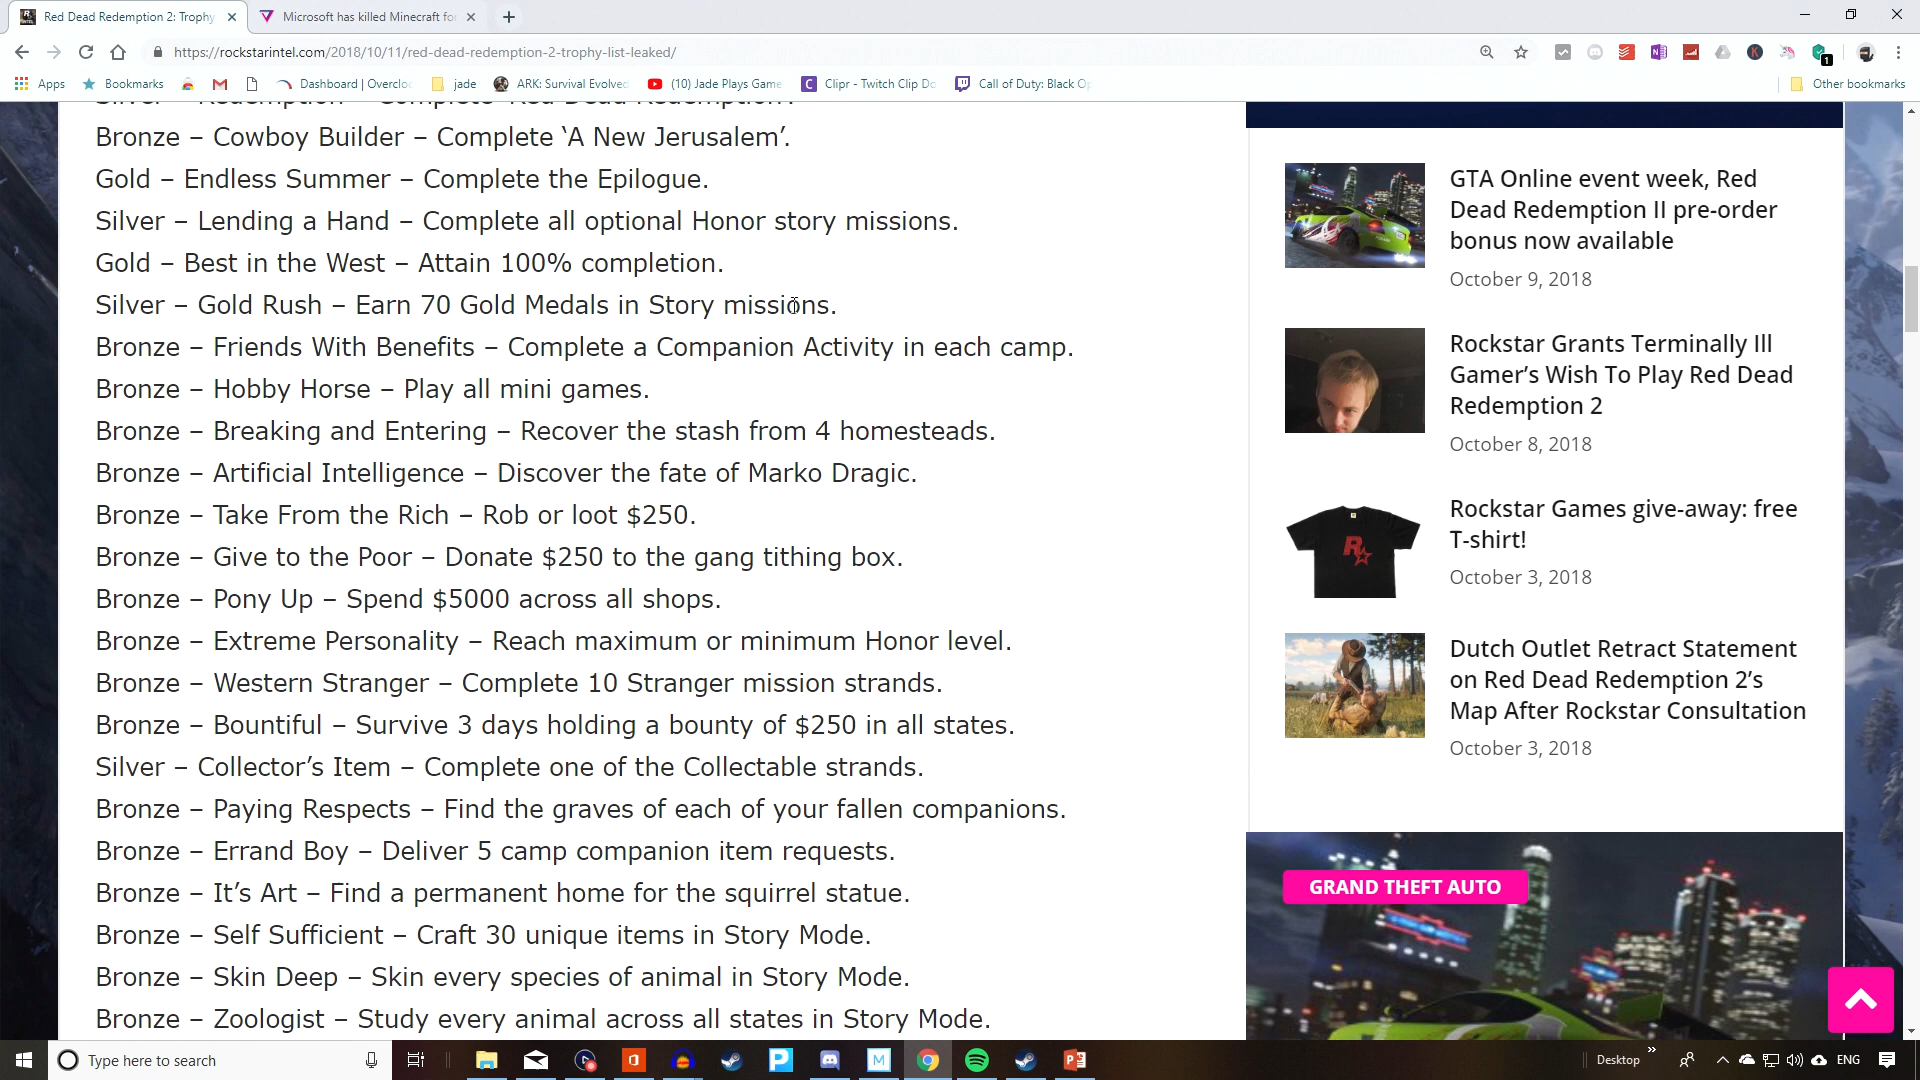 Red Dead Redemption 2: Trophy
Microsoft has killed Minecraft fo
https://rockstarintel.com/2018/10/11/red-dead-redemption-2-trophy-list-leaked/
Apps
Bookmarks
Dashboard | Overclo
jade
ARK: Survival Evolved
(10) Jade Plays Game
Clipr - Twitch Clip Do
Call of Duty: Black Op
Other bookmarks
Silver – Redemption – Complete ‘Red Dead Redemption’.
Bronze – Cowboy Builder – Complete ‘A New Jerusalem’.
Gold – Endless Summer – Complete the Epilogue.
Silver – Lending a Hand – Complete all optional Honor story missions.
Gold – Best in the West – Attain 100% completion.
Silver – Gold Rush – Earn 70 Gold Medals in Story missions.
Bronze – Friends With Benefits – Complete a Companion Activity in each camp.
Bronze – Hobby Horse – Play all mini games.
Bronze – Breaking and Entering – Recover the stash from 4 homesteads.
Bronze – Artificial Intelligence – Discover the fate of Marko Dragic.
Bronze – Take From the Rich – Rob or loot $250.
Bronze – Give to the Poor – Donate $250 to the gang tithing box.
Bronze – Pony Up – Spend $5000 across all shops.
Bronze – Extreme Personality – Reach maximum or minimum Honor level.
Bronze – Western Stranger – Complete 10 Stranger mission strands.
Bronze – Bountiful – Survive 3 days holding a bounty of $250 in all states.
Silver – Collector’s Item – Complete one of the Collectable strands.
Bronze – Paying Respects – Find the graves of each of your fallen companions.
Bronze – Errand Boy – Deliver 5 camp companion item requests.
Bronze – It’s Art – Find a permanent home for the squirrel statue.
Bronze – Self Sufficient – Craft 30 unique items in Story Mode.
Bronze – Skin Deep – Skin every species of animal in Story Mode.
Bronze – Zoologist – Study every animal across all states in Story Mode.
GTA Online event week, Red
Dead Redemption II pre-order
bonus now available
October 9, 2018
Rockstar Grants Terminally Ill
Gamer’s Wish To Play Red Dead
Redemption 2
October 8, 2018
Rockstar Games give-away: free
T-shirt!
October 3, 2018
Dutch Outlet Retract Statement
on Red Dead Redemption 2’s
Map After Rockstar Consultation
October 3, 2018
GRAND THEFT AUTO
Type here to search
Desktop
ENG